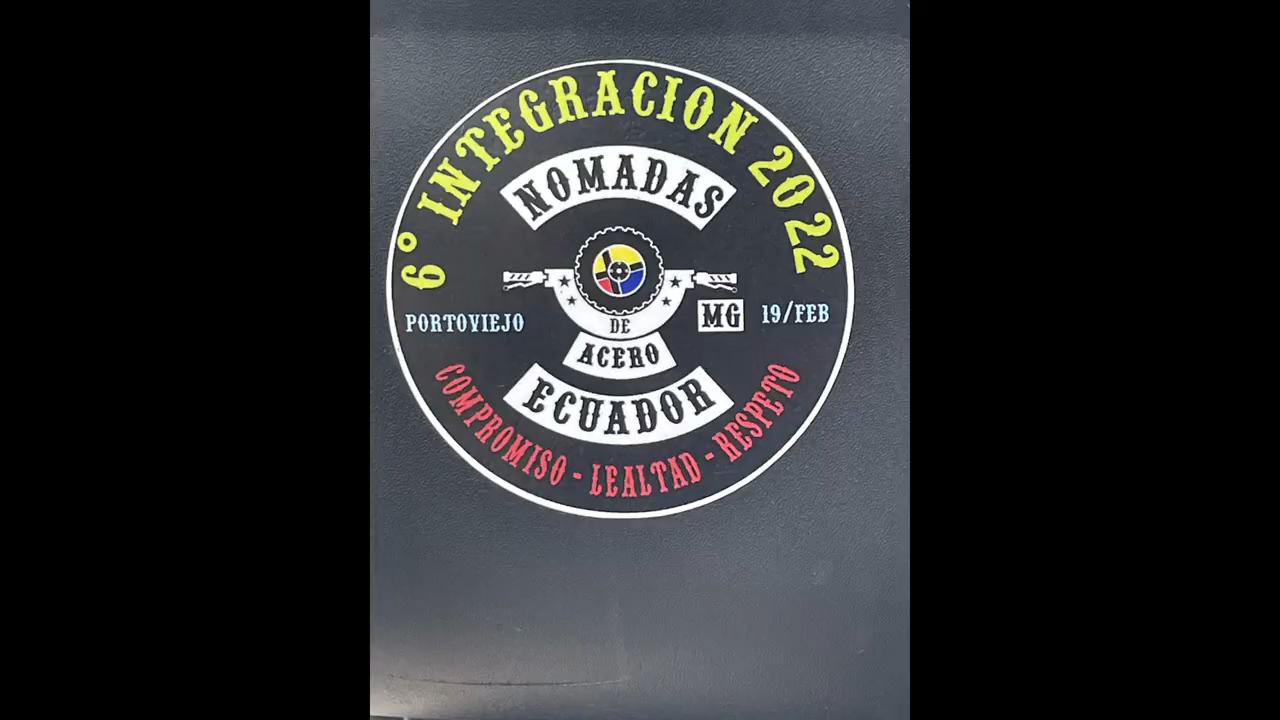 6° INTEGRACION 2022
NOMADAS
DE
ACERO
MG
ECUADOR
PORTOVIEJO
19/FEB
COMPROMISO - LEALTAD - RESPETO